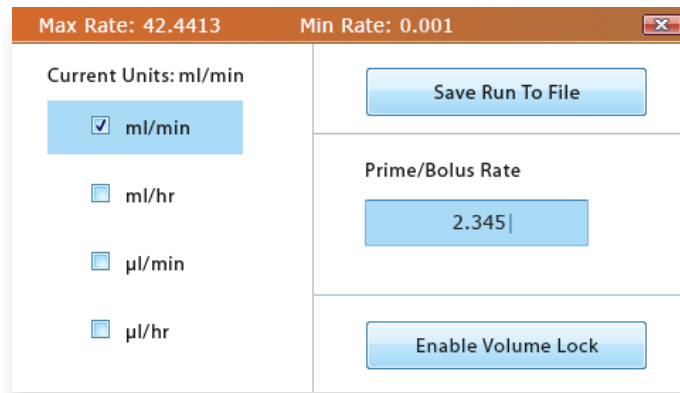 Max Rate: 42.4413 Min Rate: 0.001
Current Units: ml/min
ml/min
ml/hr
µl/min
µl/hr
Save Run To File
Prime/Bolus Rate
2.345
Enable Volume Lock